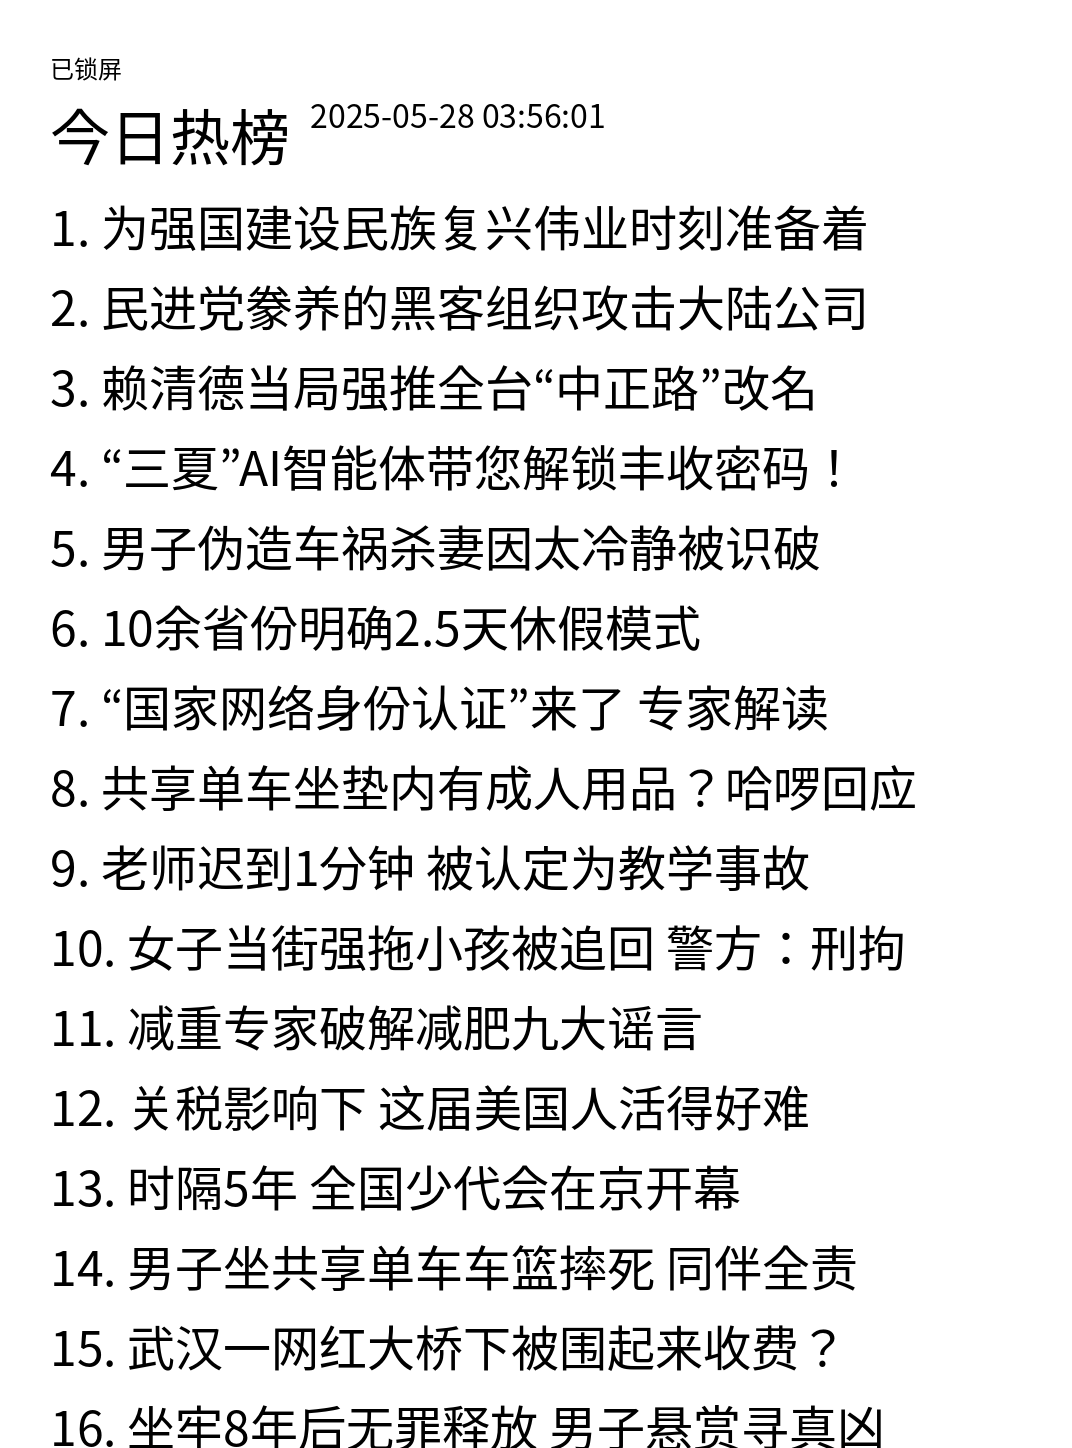 已锁屏
今日热榜 2025-05-28 03:56:01
1. 为强国建设民族复兴伟业时刻准备着
2. 民进党豢养的黑客组织攻击大陆公司
3. 赖清德当局强推全台“中正路”改名
4. “三夏”AI智能体带您解锁丰收密码！
5. 男子伪造车祸杀妻因太冷静被识破
6. 10余省份明确2.5天休假模式
7. “国家网络身份认证”来了 专家解读
8. 共享单车坐垫内有成人用品？哈啰回应
9. 老师迟到1分钟 被认定为教学事故
10. 女子当街强拖小孩被追回 警方：刑拘
11. 减重专家破解减肥九大谣言
12. 关税影响下 这届美国人活得好难
13. 时隔5年 全国少代会在京开幕
14. 男子坐共享单车车篮摔死 同伴全责
15. 武汉一网红大桥下被围起来收费？
16. 坐牢8年后无罪释放 男子悬赏寻真凶